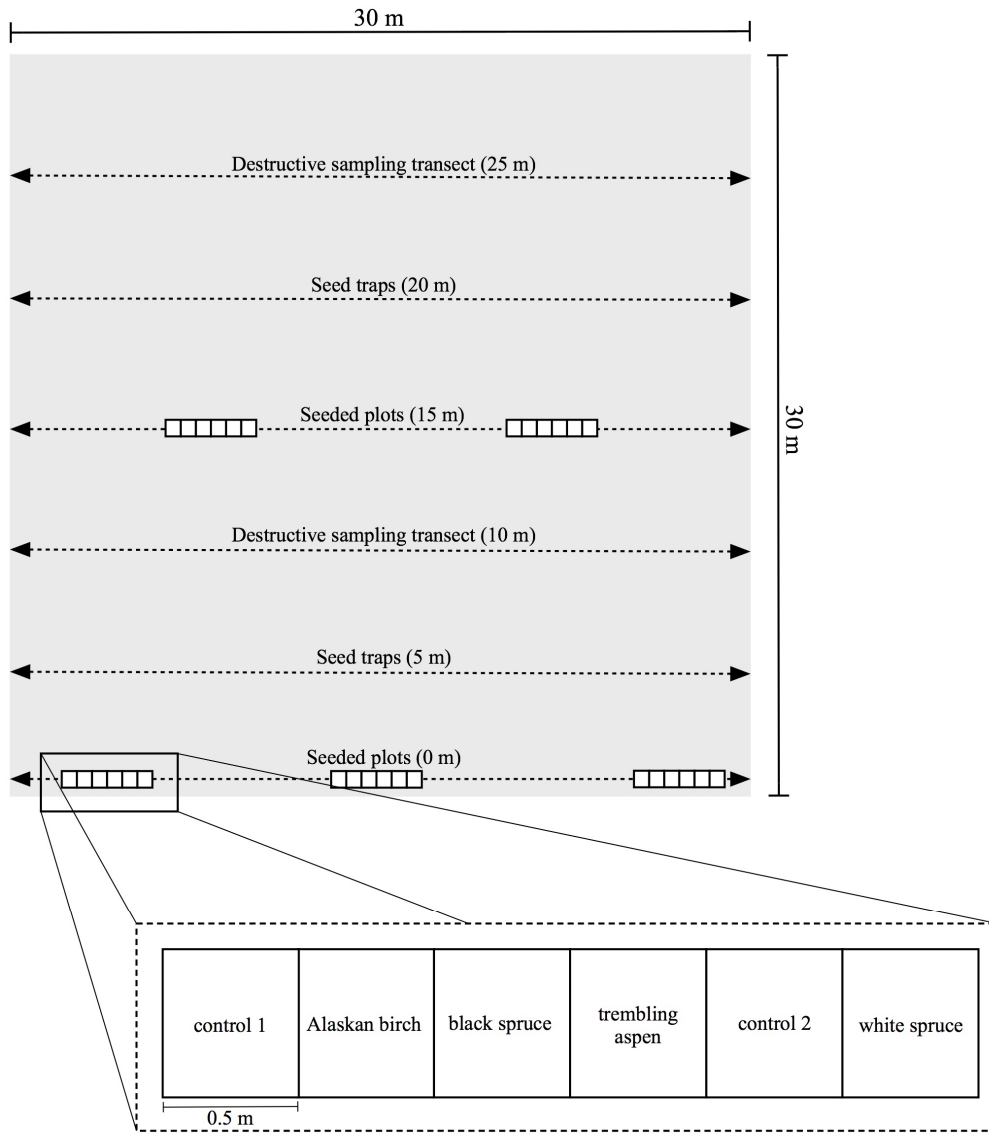 30 m
Destructive sampling transect (25 m)
Seed traps (20 m)
Seeded plots (15 m)
30 m
Destructive sampling transect (10 m)
Seed traps (5 m)
Seeded plots (0 m)
control 1
Alaskan birch
black spruce
trembling
aspen
control 2
white spruce
0.5 m